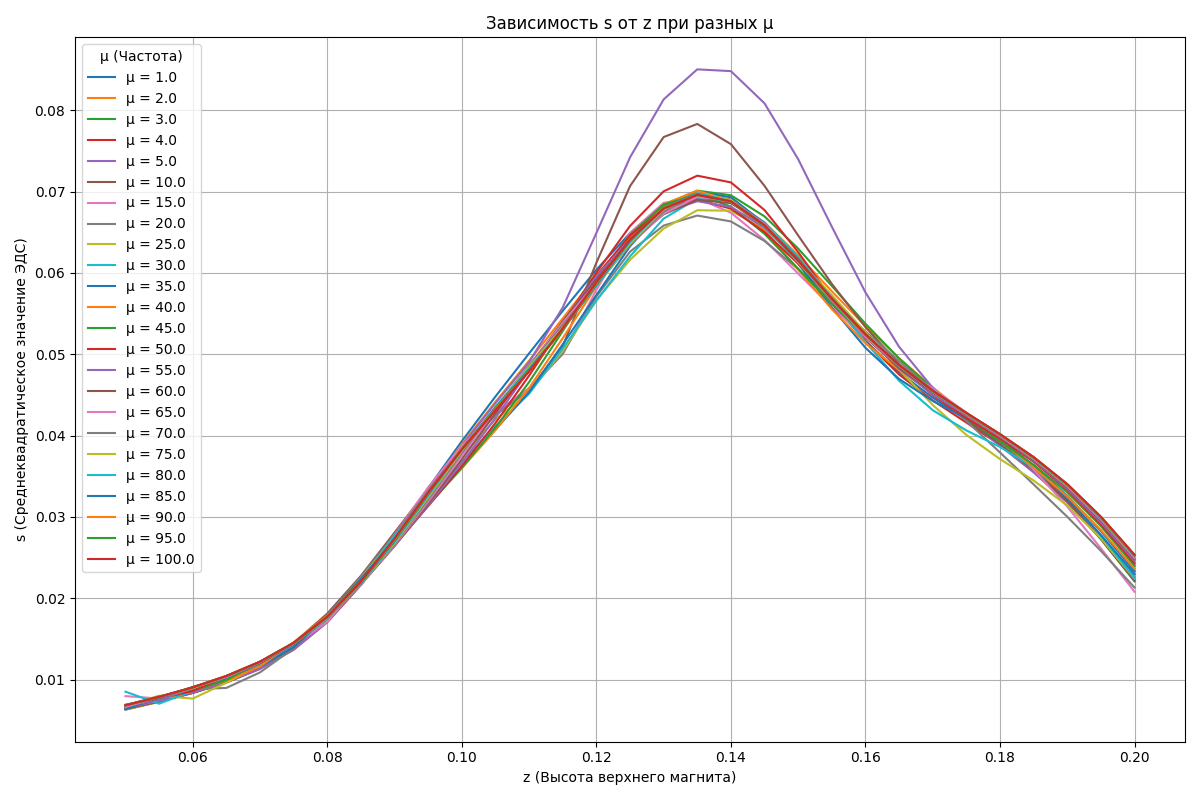 Зависимость s от z при разных μ
μ (Частота)
μ = 1.0
μ = 2.0
μ = 3.0
μ = 4.0
μ = 5.0
μ = 10.0
μ = 15.0
μ = 20.0
μ = 25.0
μ = 30.0
μ = 35.0
μ = 40.0
μ = 45.0
μ = 50.0
μ = 55.0
μ = 60.0
μ = 65.0
μ = 70.0
μ = 75.0
μ = 80.0
μ = 85.0
μ = 90.0
μ = 95.0
μ = 100.0
s (Среднеквадратическое значение ЭДС)
0.08
0.07
0.06
0.05
0.04
0.03
0.02
0.01
0.06 0.08 0.10 0.12 0.14 0.16 0.18 0.20
z (Высота верхнего магнита)